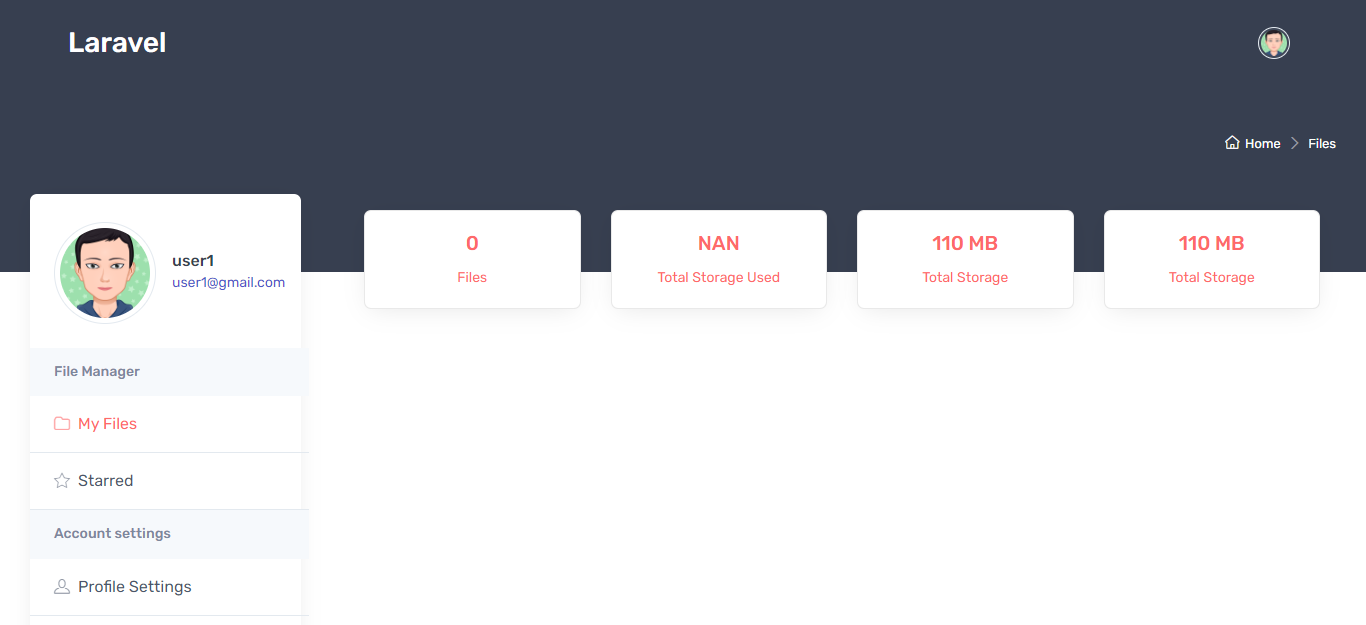 Laravel
Home
Files
user1
user1@gmail.com
0
Files
NAN
Total Storage Used
110 MB
Total Storage
110 MB
Total Storage
File Manager
My Files
Starred
Account settings
Profile Settings